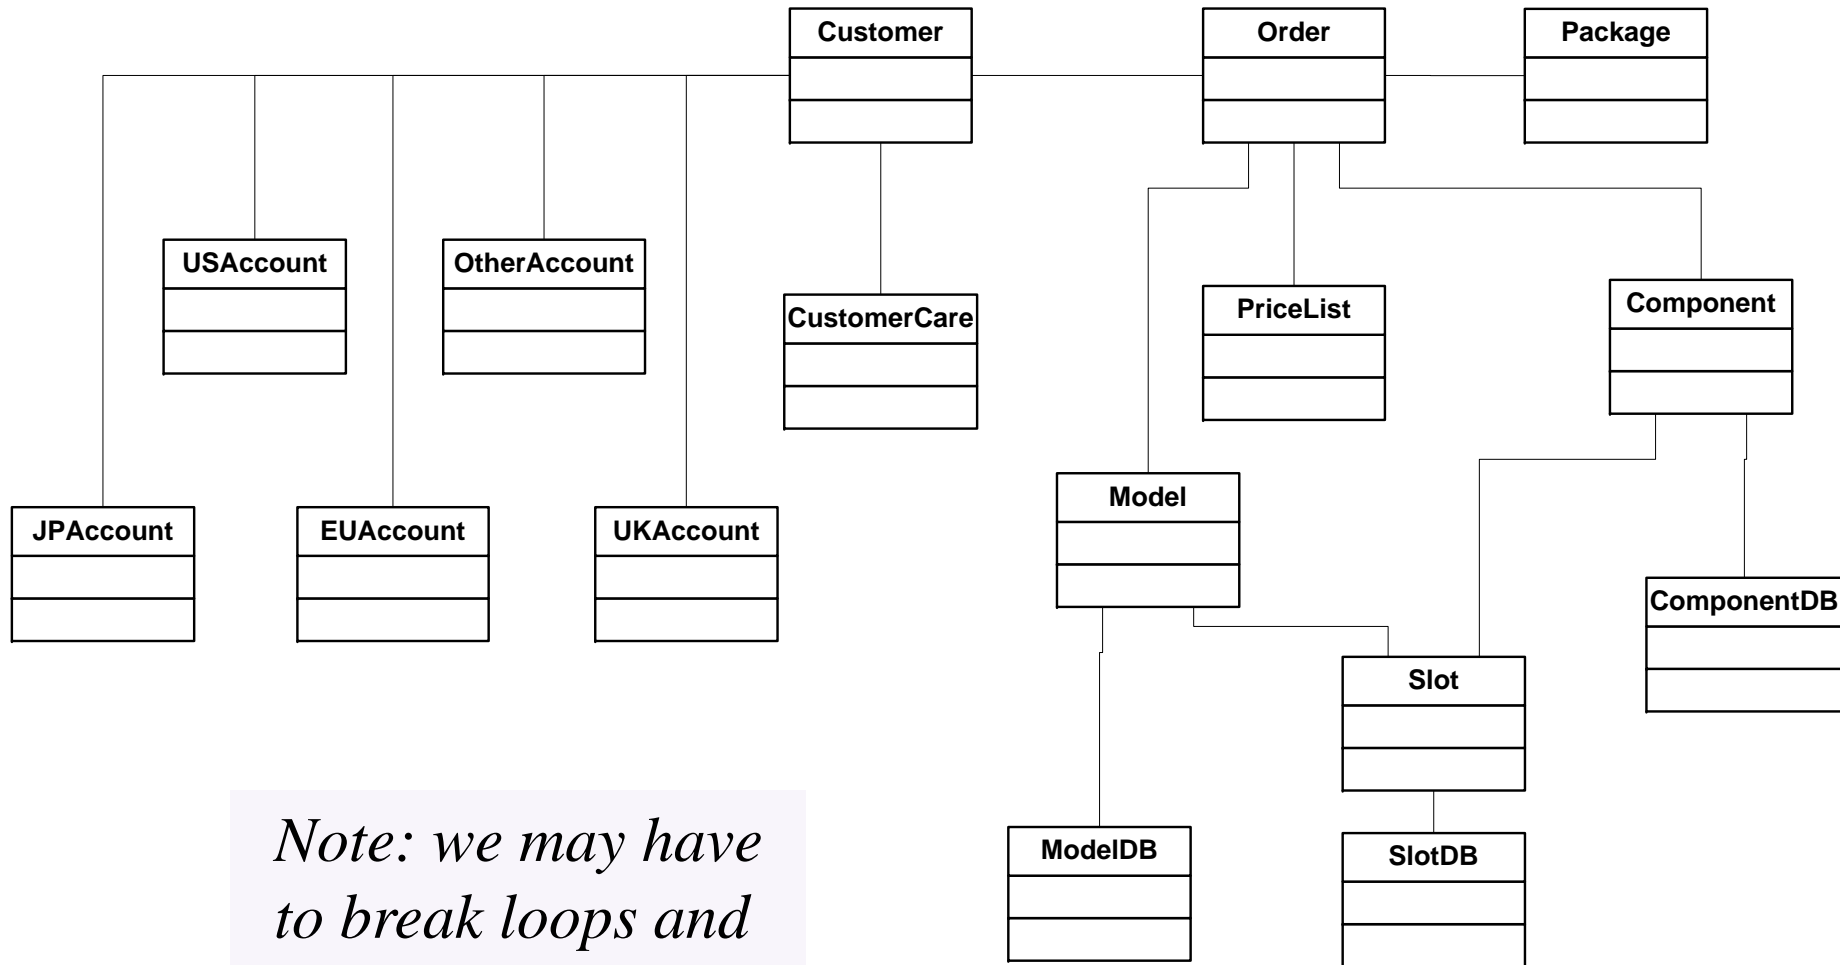 Customer
Order
Package
USAccount
OtherAccount
CustomerCare
PriceList
Component
JPAccount
EUAccount
UKAccount
Model
ComponentDB
Slot
ModelDB
SlotDB
Note: we may have
to break loops and